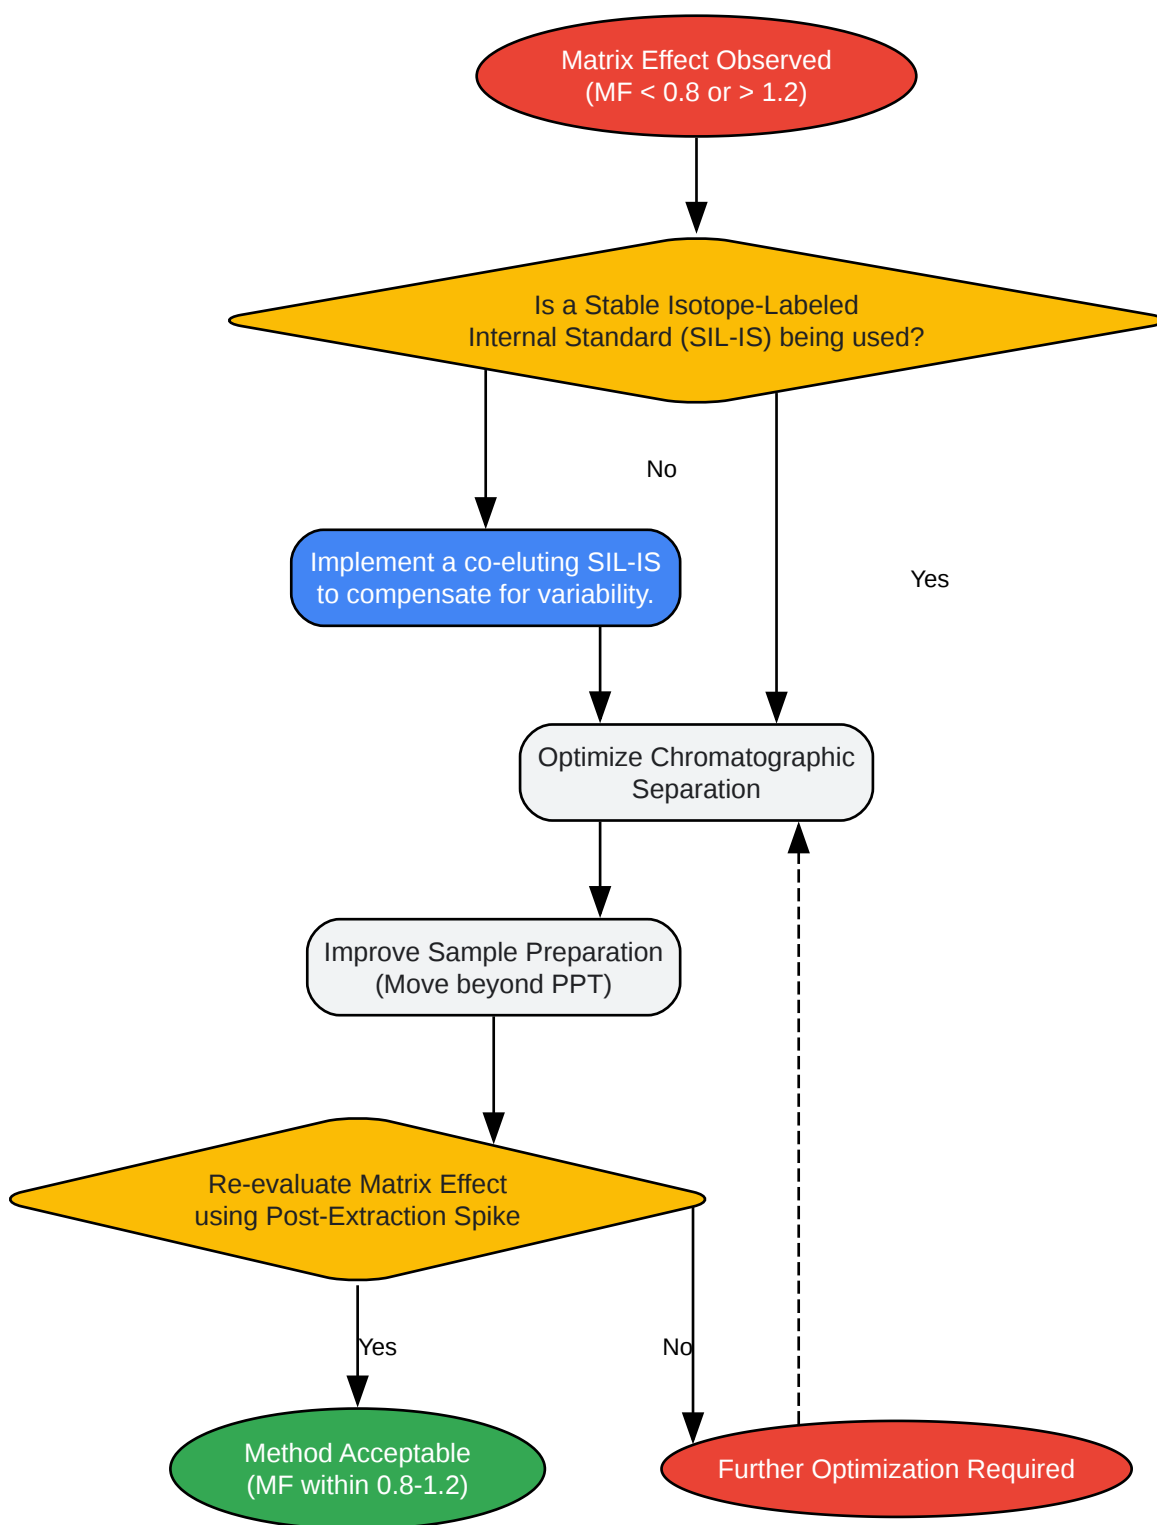 Matrix Effect Observed
(MF < 0.8 or > 1.2)
Is a Stable Isotope-Labeled
Internal Standard (SIL-IS) being used?
No
Yes
Implement a co-eluting SIL-IS
to compensate for variability.
Optimize Chromatographic
Separation
Improve Sample Preparation
(Move beyond PPT)
Re-evaluate Matrix Effect
using Post-Extraction Spike
Yes
No
Method Acceptable
(MF within 0.8-1.2)
Further Optimization Required